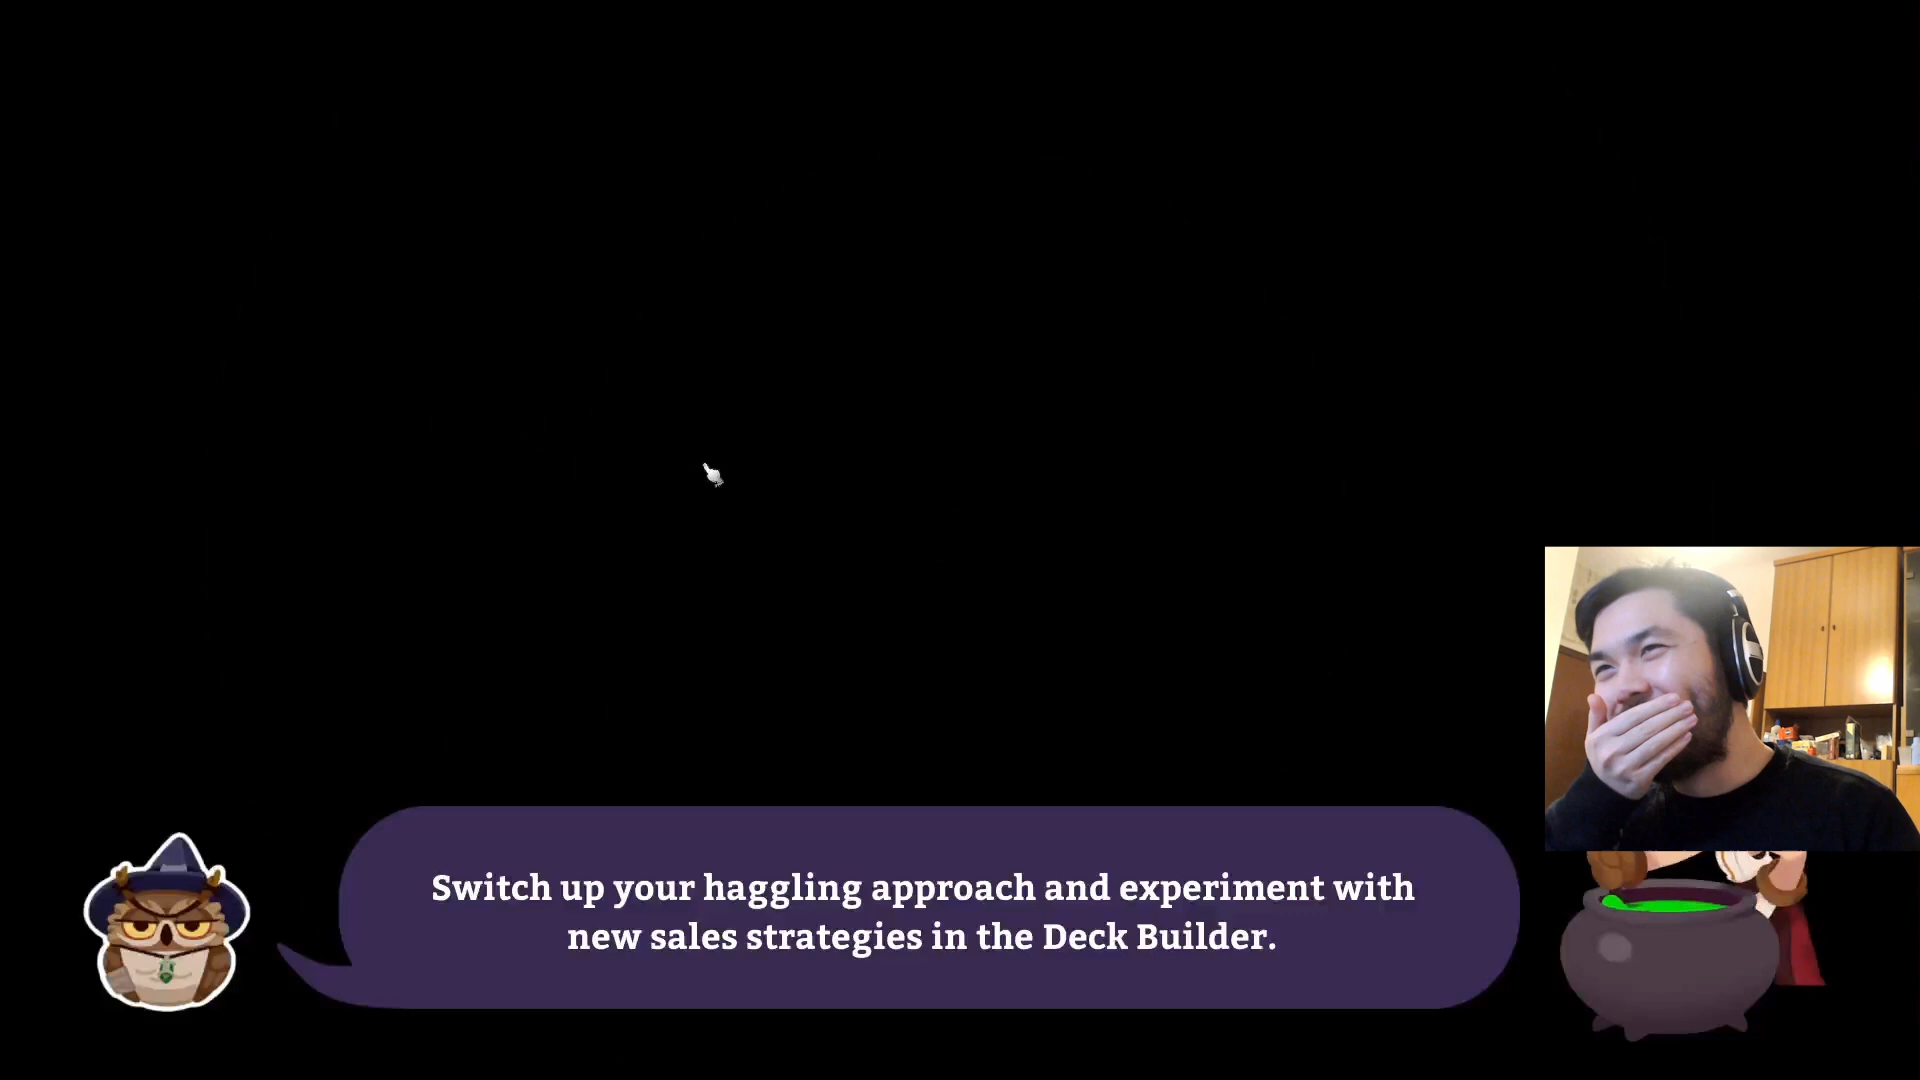 Switch up your haggling approach and experiment with
new sales strategies in the Deck Builder.